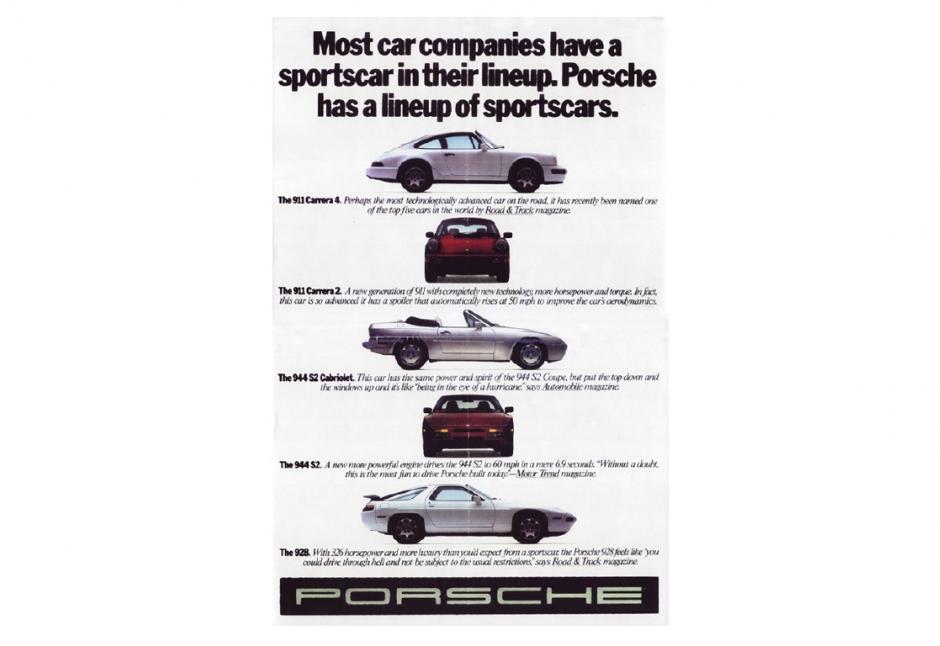 Most car companies have a
sportscar in their lineup. Porsche
has a lineup of sportscars.
The 911 Carrera 4. Perhaps the most technologically advanced car on the road, it has recently been named one
of the top five cars in the world by Road & Track magazine.
The 911 Carrera 2. A new generation of 911 with completely new technology, more horsepower and torque. In fact,
this car is so advanced it has a spoiler that automatically rises at 50 mph to improve the car's aerodynamics.
The 944 S2 Cabriolet. This car has the same power and spirit of the 944 S2 Coupe, but put the top down and
the windows up and it's like "being in the eye of a hurricane," says Automobile magazine.
The 944 S2. A new more powerful engine drives the 944 S2 to 60 mph in a mere 6.9 seconds. "Without a doubt,
this is the most fun to drive Porsche built today."—Motor Trend magazine.
The 928. With 326 horsepower and more luxury than you'd expect from a sportscar, the Porsche 928 feels like "you
could drive through hell and not be subject to the usual restrictions," says Road & Track magazine.
PORSCHE